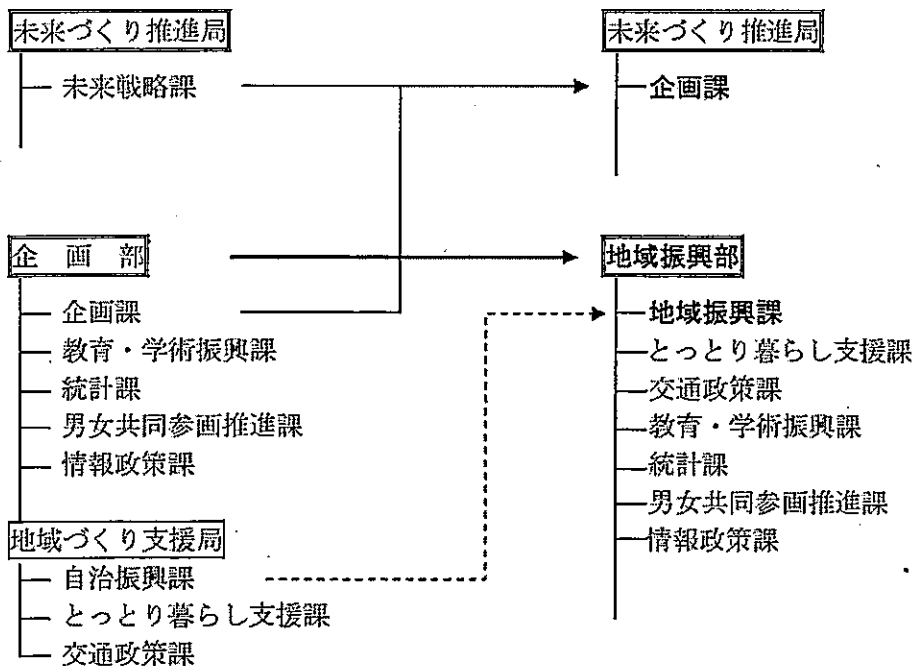 未来づくり推進局
未来戦略課
企画部
企画課
教育・学術振興課
統計課
男女共同参画推進課
情報政策課
地域づくり支援局
自治振興課
とっとり暮らし支援課
交通政策課
未来づくり推進局
企画課
地域振興部
地域振興課
とっとり暮らし支援課
交通政策課
教育・学術振興課
統計課
男女共同参画推進課
情報政策課